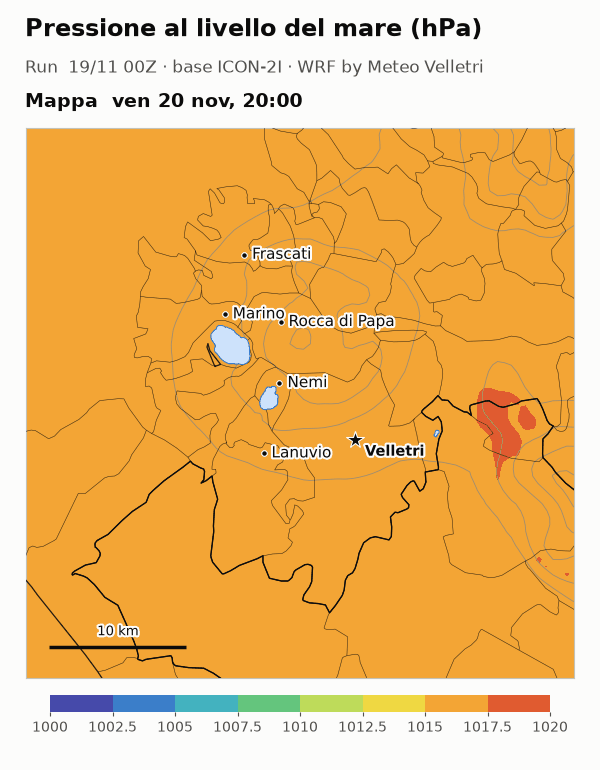 Pressione al livello del mare (hPa)
Run  19/11 00Z · base ICON-2I · WRF by Meteo Velletri
Mappa  ven 20 nov, 20:00
Frascati
Marino
Rocca di Papa
Nemi
Velletri
Lanuvio
10 km
1000 1002.5 1005 1007.5 1010 1012.5 1015 1017.5 1020